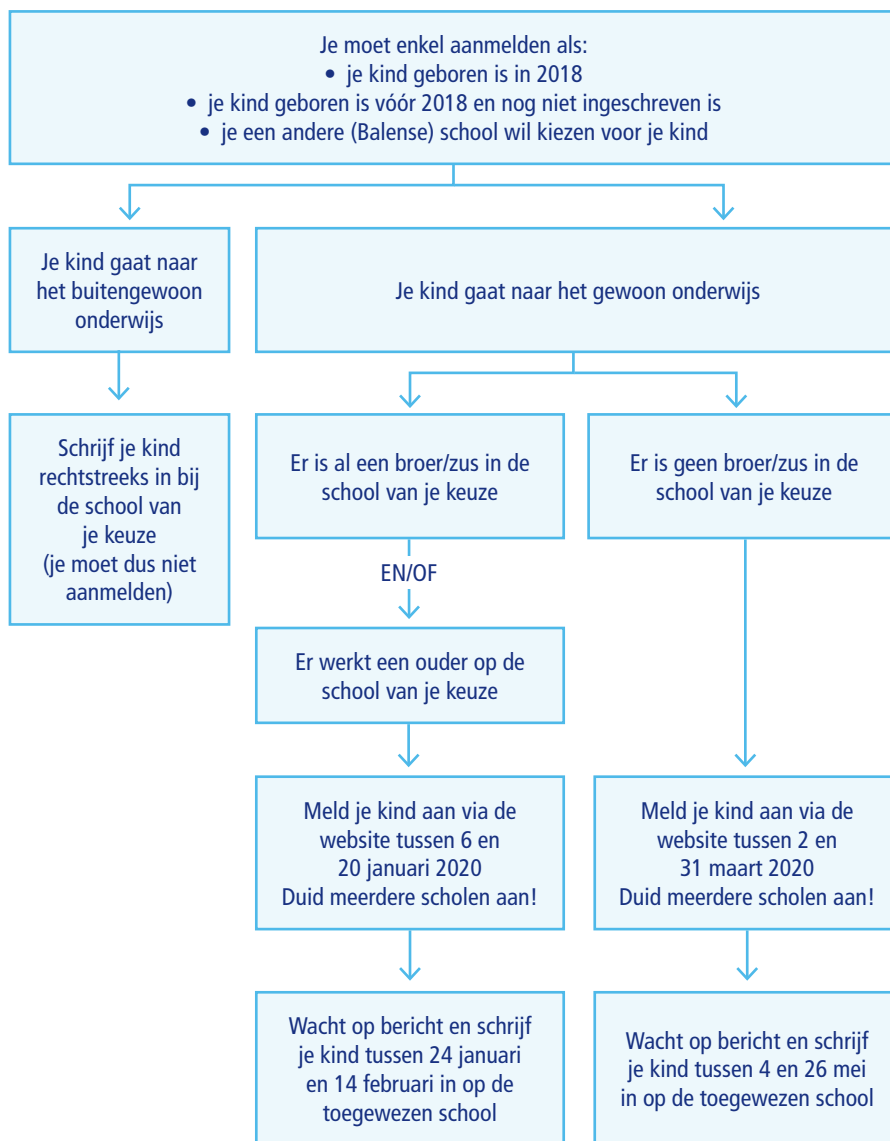 Je moet enkel aanmelden als:
• je kind geboren is in 2018
• je kind geboren is vóór 2018 en nog niet ingeschreven is
• je een andere (Balense) school wil kiezen voor je kind
Je kind gaat naar
het buitengewoon
onderwijs
Je kind gaat naar het gewoon onderwijs
Schrijf je kind
rechtstreeks in bij
de school van
je keuze
(je moet dus niet
aanmelden)
Er is al een broer/zus in de
school van je keuze
Er is geen broer/zus in de
school van je keuze
EN/OF
Er werkt een ouder op de
school van je keuze
Meld je kind aan via de
website tussen 6 en
20 januari 2020
Duid meerdere scholen aan!
Meld je kind aan via de
website tussen 2 en
31 maart 2020
Duid meerdere scholen aan!
Wacht op bericht en schrijf
je kind tussen 24 januari
en 14 februari in op de
toegewezen school
Wacht op bericht en schrijf
je kind tussen 4 en 26 mei
in op de toegewezen school